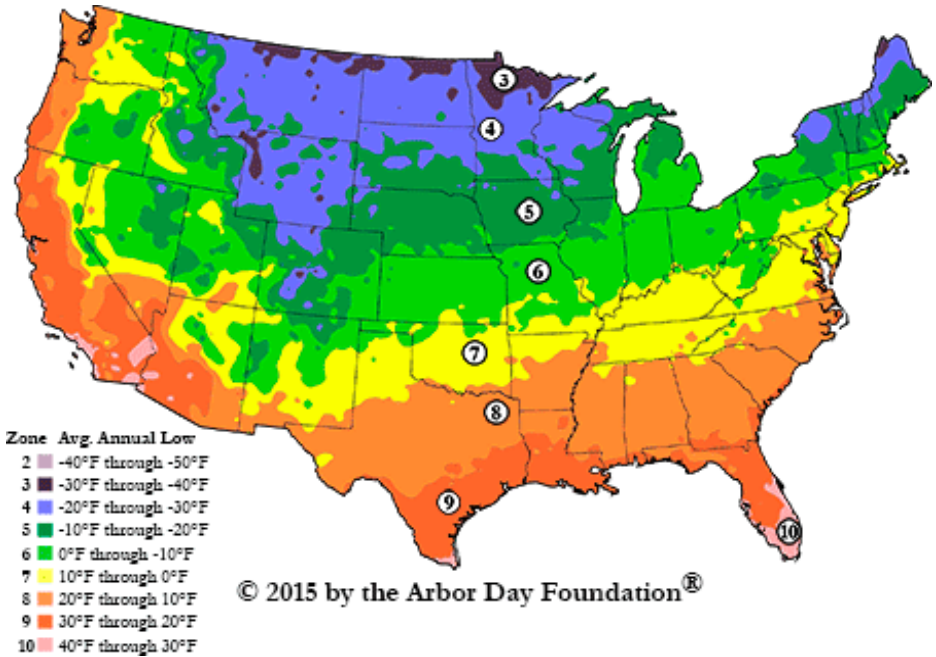 3
4
5
6
7
8
9
10
Zone Avg. Annual Low
2 -40°F through -50°F
3 -30°F through -40°F
4 -20°F through -30°F
5 -10°F through -20°F
6 0°F through -10°F
7 10°F through 0°F
8 20°F through 10°F
9 30°F through 20°F
10 40°F through 30°F
© 2015 by the Arbor Day Foundation®